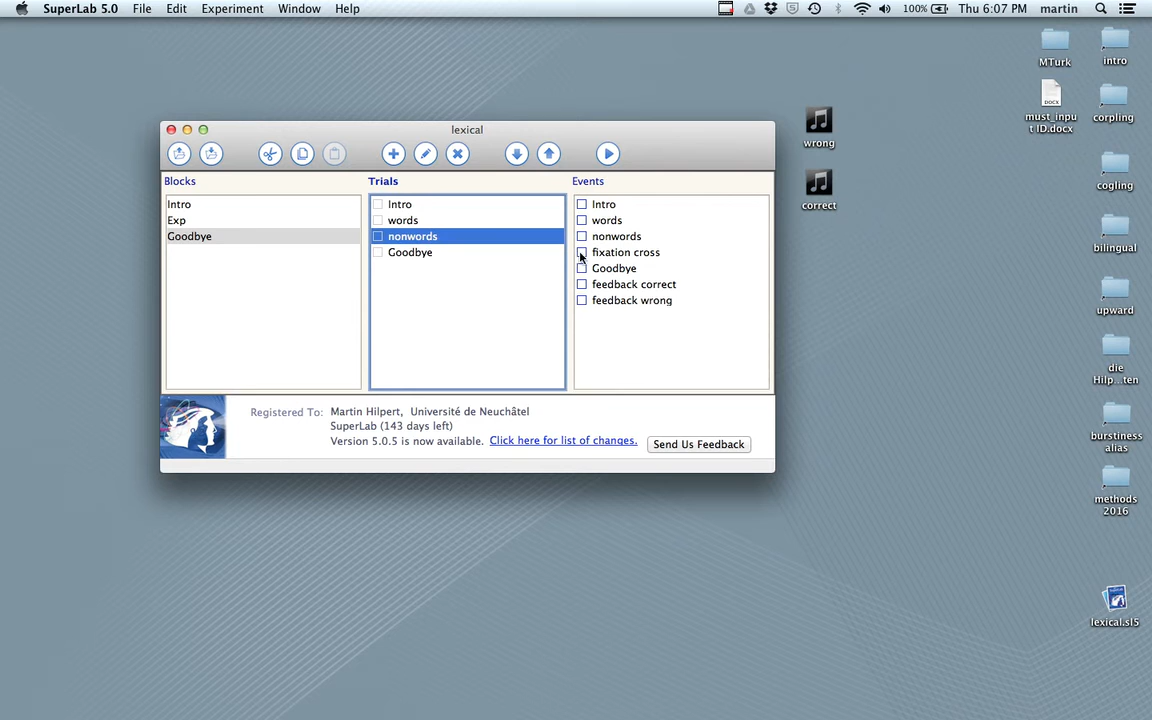 SuperLab 5.0 File Edit Experiment Window Help 100% Thu 6:07 PM martin
lexical
Blocks
Intro
Exp
Goodbye
Trials
Intro
words
nonwords
Goodbye
Events
Intro
words
nonwords
fixation cross
Goodbye
feedback correct
feedback wrong
Registered To: Martin Hilpert, Université de Neuchâtel
SuperLab (143 days left)
Version 5.0.5 is now available. Click here for list of changes.
Send Us Feedback
wrong
correct
MTurk
DOCX
must_inpu
t ID.docx
intro
corpling
cogling
bilingual
upward
die
Hilp...ten
burstiness
alias
methods
2016
lexical.sl5